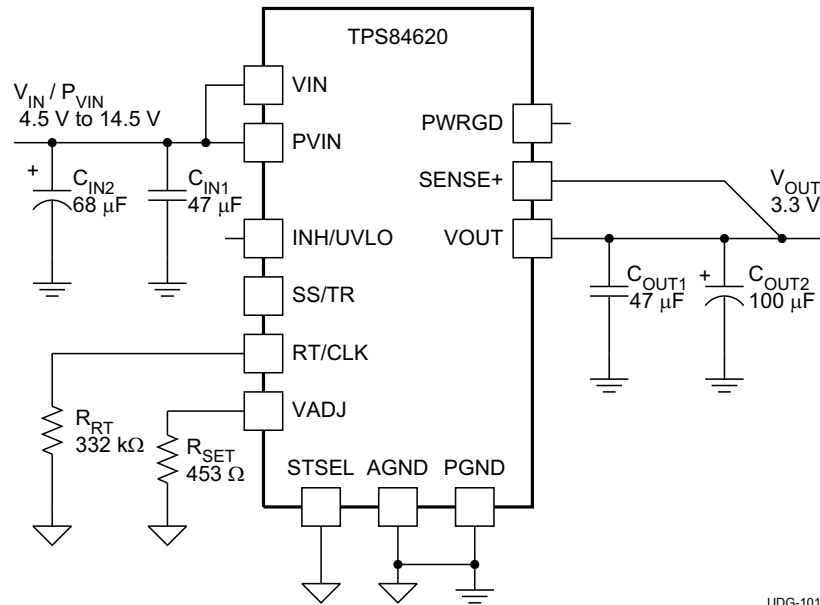 TPS84620
VIN
V_IN / P_VIN
4.5 V to 14.5 V
PWRGD
PVIN
+
C_IN2
68 μF
C_IN1
47 μF
SENSE+
V_OUT
3.3 V
INH/UVLO
VOUT
SS/TR
C_OUT1
47 μF
+
C_OUT2
100 μF
RT/CLK
VADJ
R_RT
332 kΩ
R_SET
453 Ω
STSEL
AGND
PGND
UDG-101